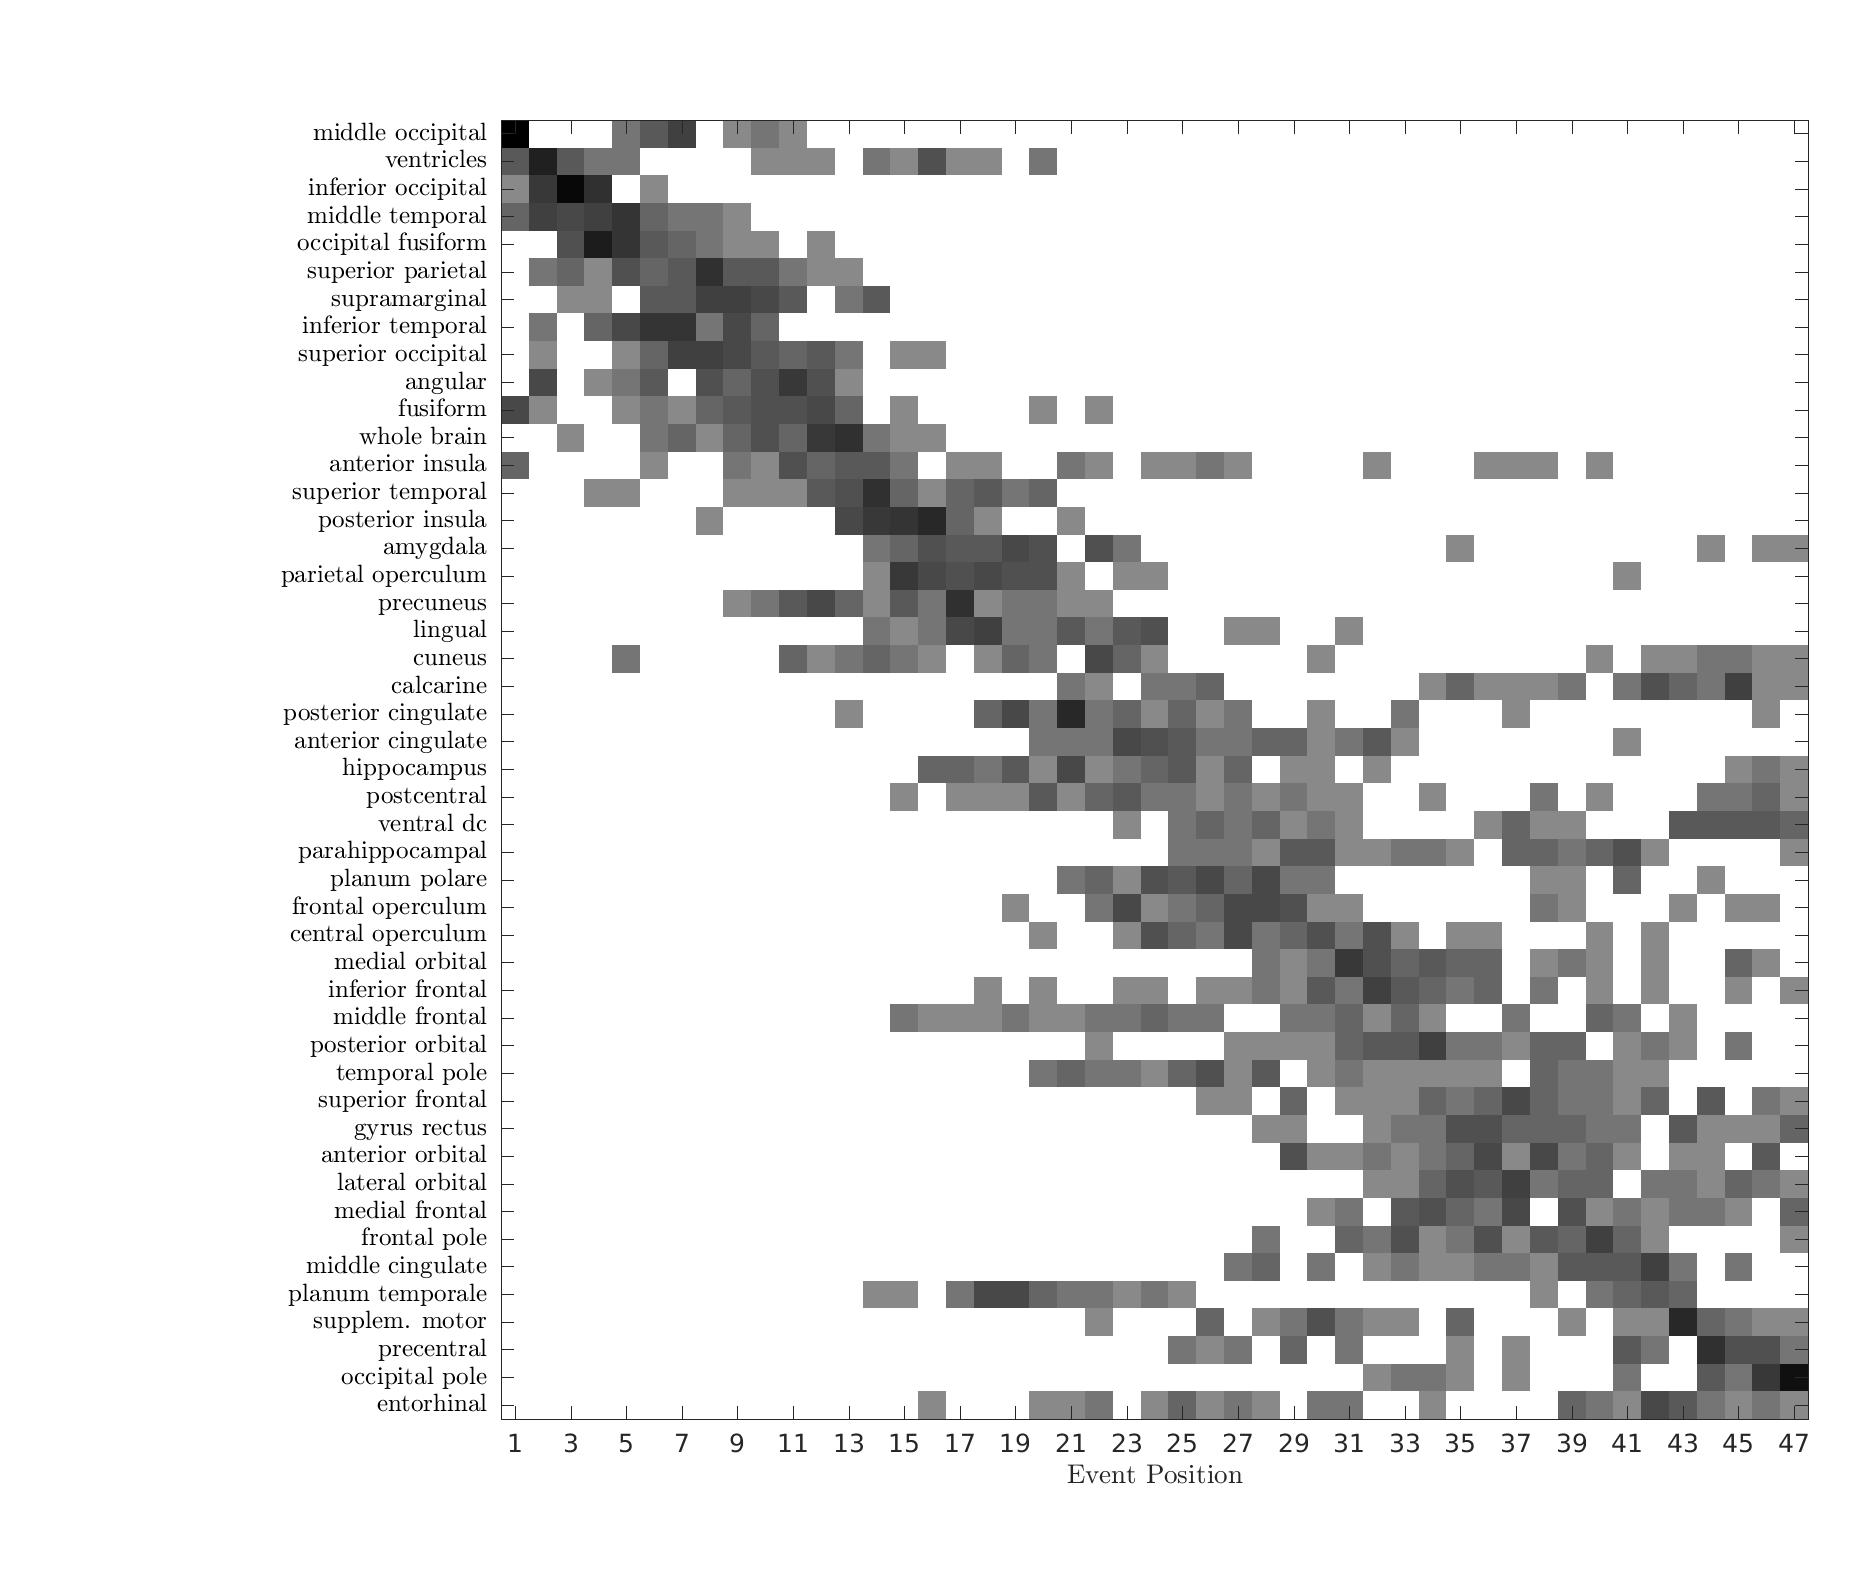 middle occipital
ventricles
inferior occipital
middle temporal
occipital fusiform
superior parietal
supramarginal
inferior temporal
superior occipital
angular
fusiform
whole brain
anterior insula
superior temporal
posterior insula
amygdala
parietal operculum
precuneus
lingual
cuneus
calcarine
posterior cingulate
anterior cingulate
hippocampus
postcentral
ventral dc
parahippocampal
planum polare
frontal operculum
central operculum
medial orbital
inferior frontal
middle frontal
posterior orbital
temporal pole
superior frontal
gyrus rectus
anterior orbital
lateral orbital
medial frontal
frontal pole
middle cingulate
planum temporale
supplem. motor
precentral
occipital pole
entorhinal
1 3 5 7 9 11 13 15 17 19 21 23 25 27 29 31 33 35 37 39 41 43 45 47
Event Position